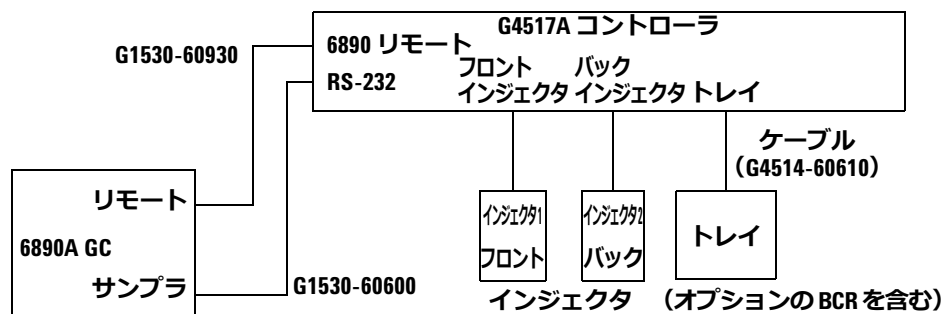 G4517A コントローラ
6890 リモート
G1530-60930
フロント バック
RS-232
インジェクタ インジェクタ トレイ
ケーブル
(G4514-60610)
リモート
インジェクタ1
インジェクタ2
トレイ
6890A GC
フロント
バック
サンプラ
G1530-60600
インジェクタ
(オプションの BCR を含む)